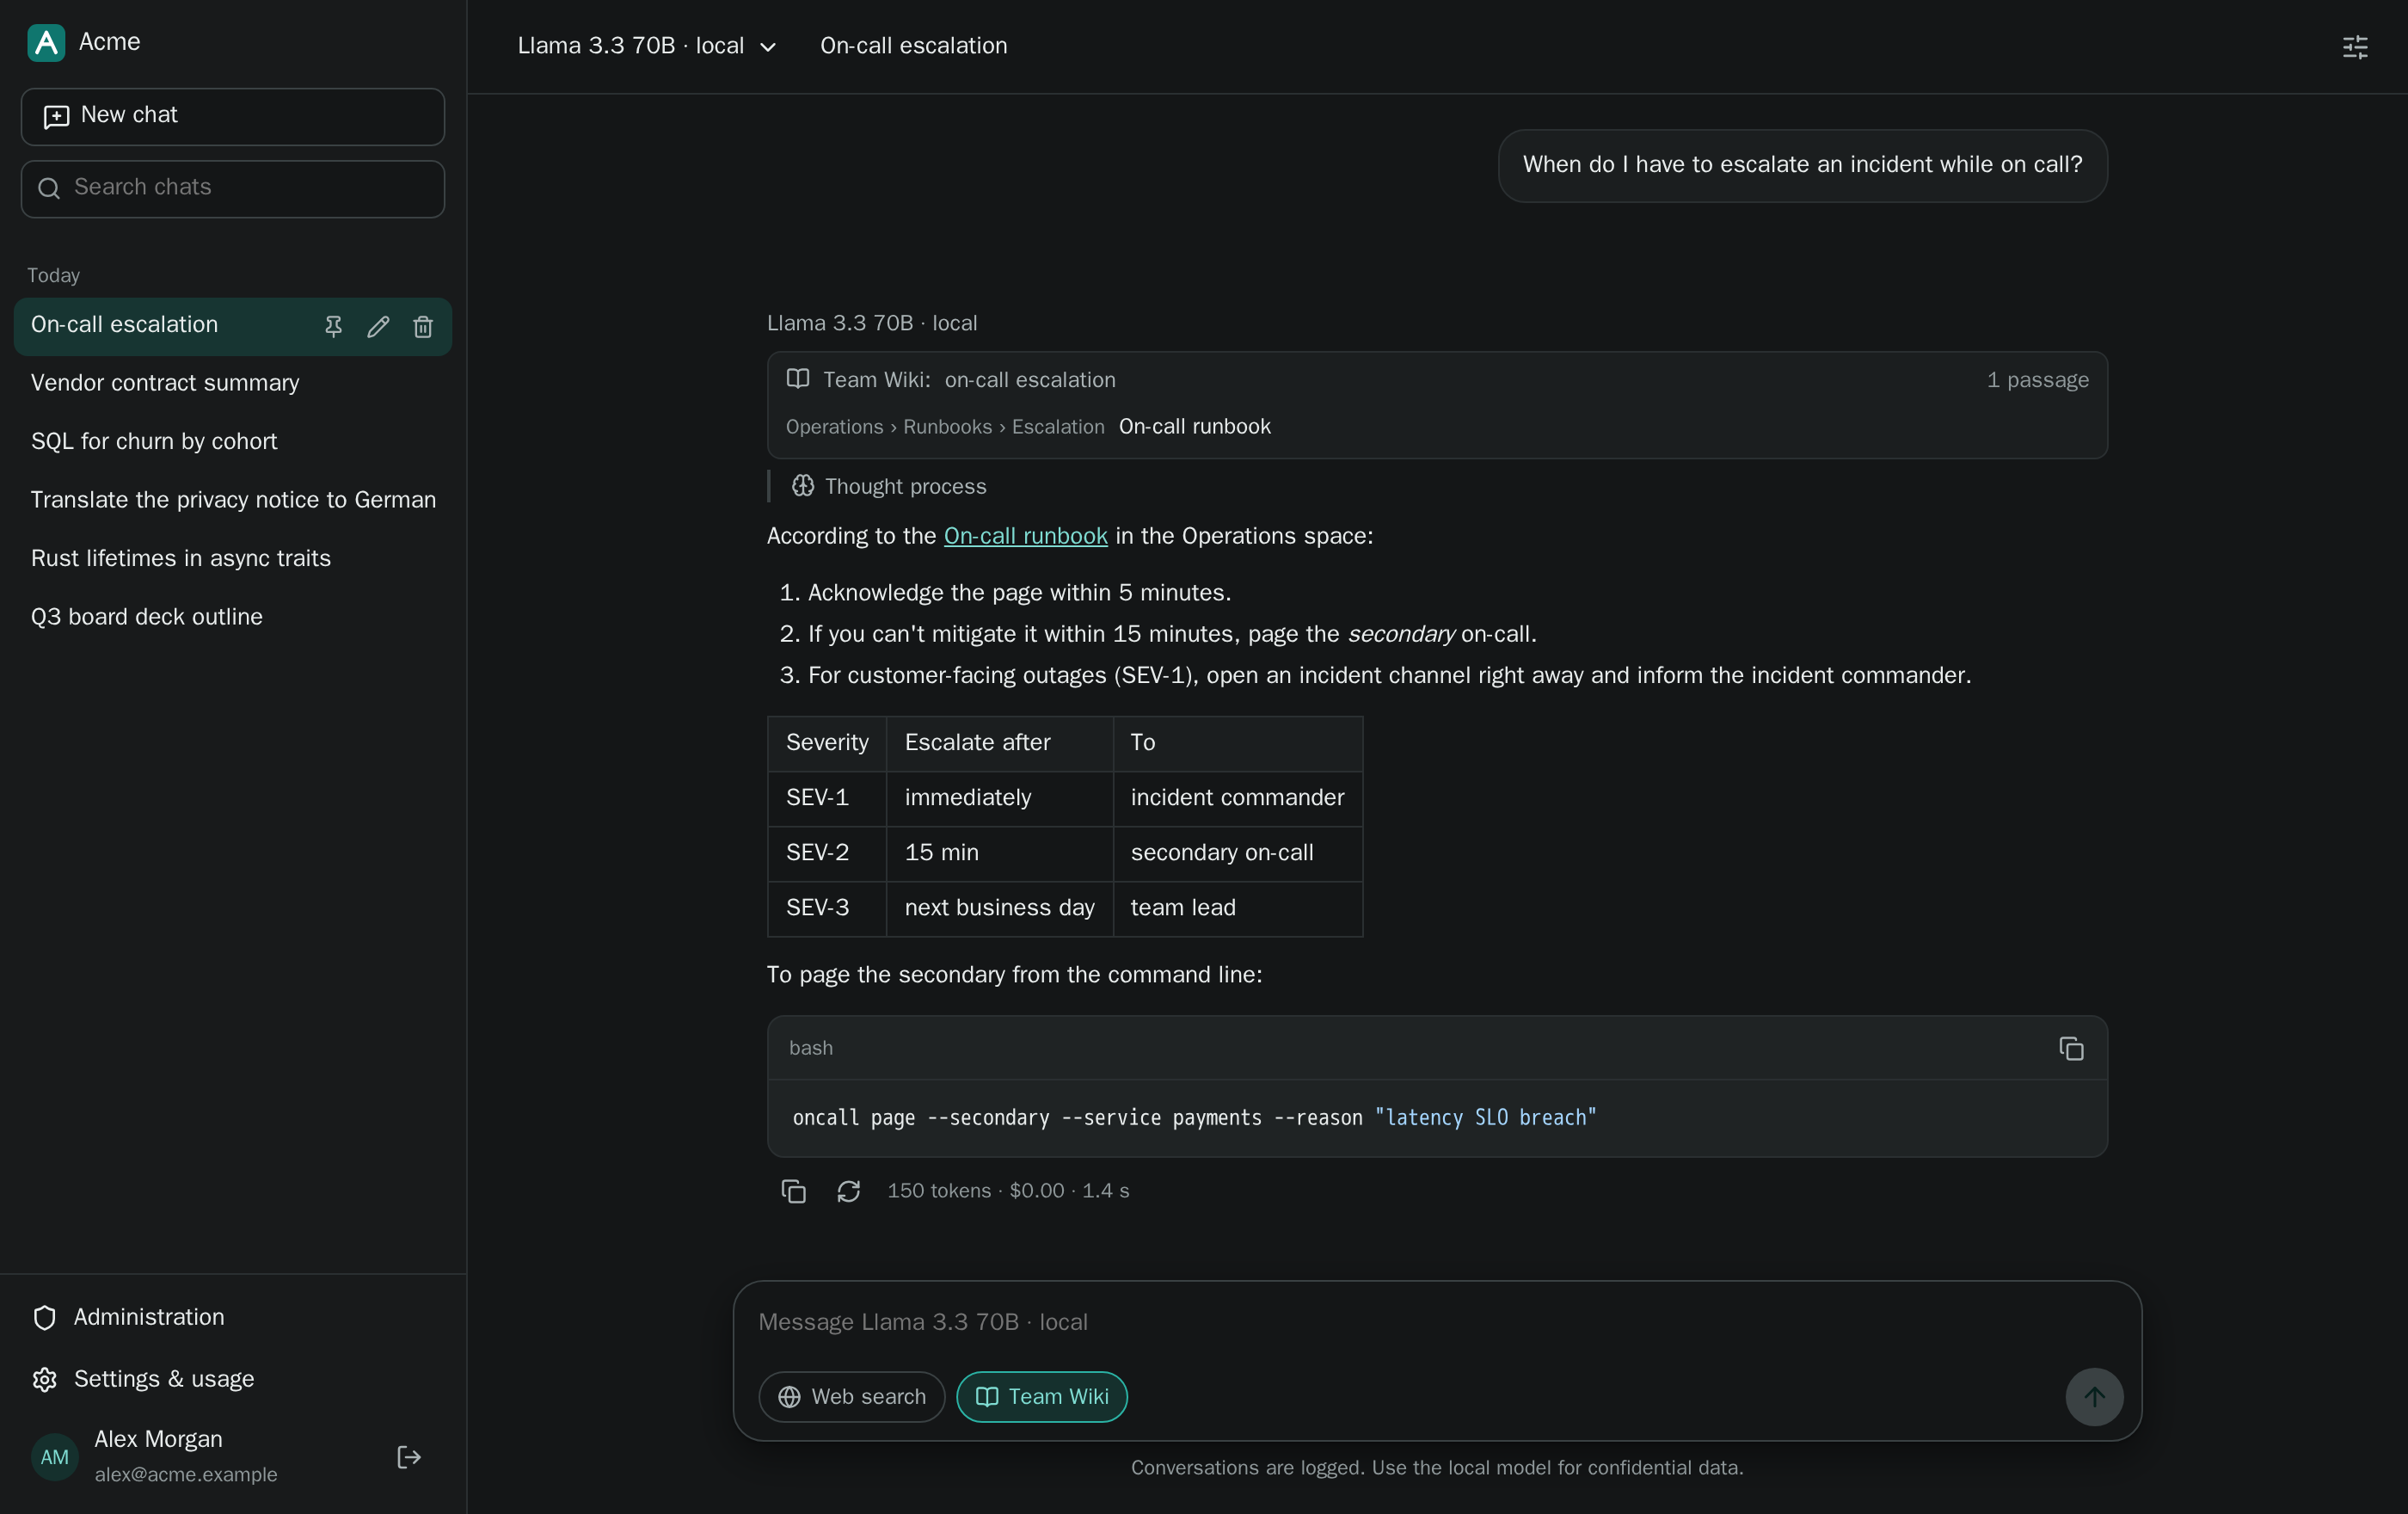 Acme
New chat
Search chats
Today
On-call escalation
Vendor contract summary
SQL for churn by cohort
Translate the privacy notice to German
Rust lifetimes in async traits
Q3 board deck outline
Administration
Settings & usage
AM
Alex Morgan
alex@acme.example
Llama 3.3 70B · local
On-call escalation
When do I have to escalate an incident while on call?
Llama 3.3 70B · local
Team Wiki: on-call escalation
1 passage
Operations › Runbooks › Escalation On-call runbook
Thought process
According to the On-call runbook in the Operations space:
1. Acknowledge the page within 5 minutes.
2. If you can't mitigate it within 15 minutes, page the secondary on-call.
3. For customer-facing outages (SEV-1), open an incident channel right away and inform the incident commander.
Severity Escalate after To
SEV-1 immediately incident commander
SEV-2 15 min secondary on-call
SEV-3 next business day team lead
To page the secondary from the command line:
bash
oncall page --secondary --service payments --reason "latency SLO breach"
150 tokens · $0.00 · 1.4 s
Message Llama 3.3 70B · local
Web search
Team Wiki
Conversations are logged. Use the local model for confidential data.